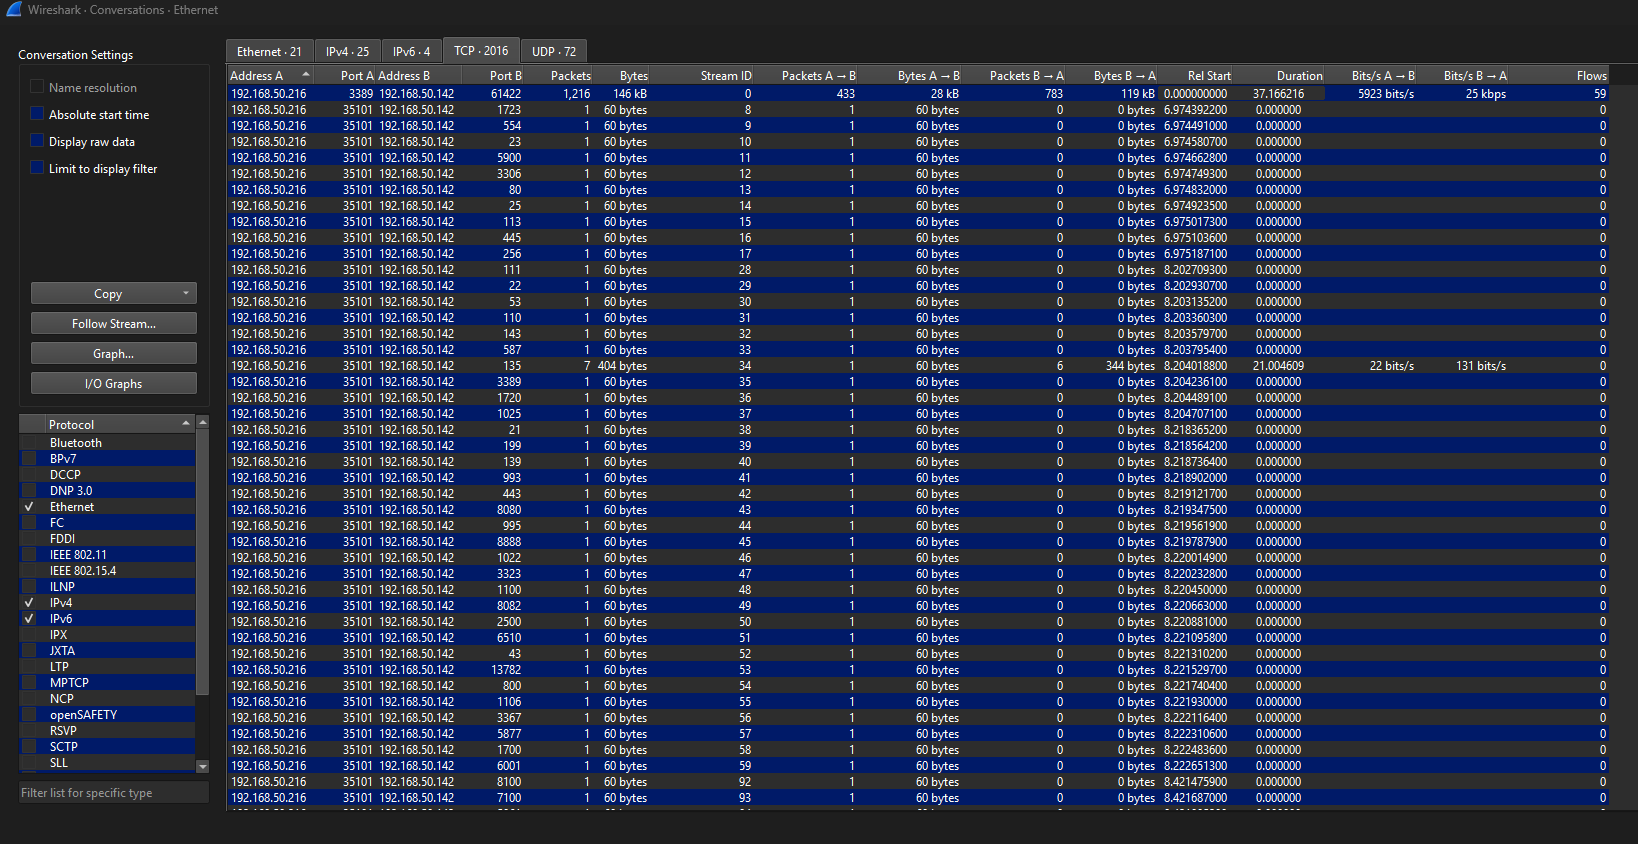 Wireshark · Conversations · Ethernet
Conversation Settings
Name resolution
Absolute start time
Display raw data
Limit to display filter
Copy
Follow Stream...
Graph...
I/O Graphs
Protocol
Bluetooth
BPv7
DCCP
DNP 3.0
Ethernet
FC
FDDI
IEEE 802.11
IEEE 802.15.4
ILNP
IPv4
IPv6
IPX
JXTA
LTP
MPTCP
NCP
openSAFETY
RSVP
SCTP
SLL
Filter list for specific type
Ethernet · 21 IPv4 · 25 IPv6 · 4 TCP · 2016 UDP · 72
Address A Port A Address B Port B Packets Bytes Stream ID Packets A → B Bytes A → B Packets B → A Bytes B → A Rel Start Duration Bits/s A → B Bits/s B → A Flows
192.168.50.216 3389 192.168.50.142 61422 1,216 146 kB 0 433 28 kB 783 119 kB 0.000000000 37.166216 5923 bits/s 25 kbps 59
192.168.50.216 35101 192.168.50.142 1723 1 60 bytes 8 1 60 bytes 0 0 bytes 6.974392200 0.000000 0
192.168.50.216 35101 192.168.50.142 554 1 60 bytes 9 1 60 bytes 0 0 bytes 6.974491000 0.000000 0
192.168.50.216 35101 192.168.50.142 23 1 60 bytes 10 1 60 bytes 0 0 bytes 6.974580700 0.000000 0
192.168.50.216 35101 192.168.50.142 5900 1 60 bytes 11 1 60 bytes 0 0 bytes 6.974662800 0.000000 0
192.168.50.216 35101 192.168.50.142 3306 1 60 bytes 12 1 60 bytes 0 0 bytes 6.974749300 0.000000 0
192.168.50.216 35101 192.168.50.142 80 1 60 bytes 13 1 60 bytes 0 0 bytes 6.974832000 0.000000 0
192.168.50.216 35101 192.168.50.142 25 1 60 bytes 14 1 60 bytes 0 0 bytes 6.974923500 0.000000 0
192.168.50.216 35101 192.168.50.142 113 1 60 bytes 15 1 60 bytes 0 0 bytes 6.975017300 0.000000 0
192.168.50.216 35101 192.168.50.142 445 1 60 bytes 16 1 60 bytes 0 0 bytes 6.975103600 0.000000 0
192.168.50.216 35101 192.168.50.142 256 1 60 bytes 17 1 60 bytes 0 0 bytes 6.975187100 0.000000 0
192.168.50.216 35101 192.168.50.142 111 1 60 bytes 28 1 60 bytes 0 0 bytes 8.202709300 0.000000 0
192.168.50.216 35101 192.168.50.142 22 1 60 bytes 29 1 60 bytes 0 0 bytes 8.202930700 0.000000 0
192.168.50.216 35101 192.168.50.142 53 1 60 bytes 30 1 60 bytes 0 0 bytes 8.203135200 0.000000 0
192.168.50.216 35101 192.168.50.142 110 1 60 bytes 31 1 60 bytes 0 0 bytes 8.203360300 0.000000 0
192.168.50.216 35101 192.168.50.142 143 1 60 bytes 32 1 60 bytes 0 0 bytes 8.203579700 0.000000 0
192.168.50.216 35101 192.168.50.142 587 1 60 bytes 33 1 60 bytes 0 0 bytes 8.203795400 0.000000 0
192.168.50.216 35101 192.168.50.142 135 7 404 bytes 34 1 60 bytes 6 344 bytes 8.204018800 21.004609 22 bits/s 131 bits/s 0
192.168.50.216 35101 192.168.50.142 3389 1 60 bytes 35 1 60 bytes 0 0 bytes 8.204236100 0.000000 0
192.168.50.216 35101 192.168.50.142 1720 1 60 bytes 36 1 60 bytes 0 0 bytes 8.204489100 0.000000 0
192.168.50.216 35101 192.168.50.142 1025 1 60 bytes 37 1 60 bytes 0 0 bytes 8.204707100 0.000000 0
192.168.50.216 35101 192.168.50.142 21 1 60 bytes 38 1 60 bytes 0 0 bytes 8.218365200 0.000000 0
192.168.50.216 35101 192.168.50.142 199 1 60 bytes 39 1 60 bytes 0 0 bytes 8.218564200 0.000000 0
192.168.50.216 35101 192.168.50.142 139 1 60 bytes 40 1 60 bytes 0 0 bytes 8.218736400 0.000000 0
192.168.50.216 35101 192.168.50.142 993 1 60 bytes 41 1 60 bytes 0 0 bytes 8.218902000 0.000000 0
192.168.50.216 35101 192.168.50.142 443 1 60 bytes 42 1 60 bytes 0 0 bytes 8.219121700 0.000000 0
192.168.50.216 35101 192.168.50.142 8080 1 60 bytes 43 1 60 bytes 0 0 bytes 8.219347500 0.000000 0
192.168.50.216 35101 192.168.50.142 995 1 60 bytes 44 1 60 bytes 0 0 bytes 8.219561900 0.000000 0
192.168.50.216 35101 192.168.50.142 8888 1 60 bytes 45 1 60 bytes 0 0 bytes 8.219787900 0.000000 0
192.168.50.216 35101 192.168.50.142 1022 1 60 bytes 46 1 60 bytes 0 0 bytes 8.220014900 0.000000 0
192.168.50.216 35101 192.168.50.142 3323 1 60 bytes 47 1 60 bytes 0 0 bytes 8.220232800 0.000000 0
192.168.50.216 35101 192.168.50.142 1100 1 60 bytes 48 1 60 bytes 0 0 bytes 8.220450000 0.000000 0
192.168.50.216 35101 192.168.50.142 8082 1 60 bytes 49 1 60 bytes 0 0 bytes 8.220663000 0.000000 0
192.168.50.216 35101 192.168.50.142 2500 1 60 bytes 50 1 60 bytes 0 0 bytes 8.220881000 0.000000 0
192.168.50.216 35101 192.168.50.142 6510 1 60 bytes 51 1 60 bytes 0 0 bytes 8.221095800 0.000000 0
192.168.50.216 35101 192.168.50.142 43 1 60 bytes 52 1 60 bytes 0 0 bytes 8.221310200 0.000000 0
192.168.50.216 35101 192.168.50.142 13782 1 60 bytes 53 1 60 bytes 0 0 bytes 8.221529700 0.000000 0
192.168.50.216 35101 192.168.50.142 800 1 60 bytes 54 1 60 bytes 0 0 bytes 8.221740400 0.000000 0
192.168.50.216 35101 192.168.50.142 1106 1 60 bytes 55 1 60 bytes 0 0 bytes 8.221930000 0.000000 0
192.168.50.216 35101 192.168.50.142 3367 1 60 bytes 56 1 60 bytes 0 0 bytes 8.222116400 0.000000 0
192.168.50.216 35101 192.168.50.142 5877 1 60 bytes 57 1 60 bytes 0 0 bytes 8.222310600 0.000000 0
192.168.50.216 35101 192.168.50.142 1700 1 60 bytes 58 1 60 bytes 0 0 bytes 8.222483600 0.000000 0
192.168.50.216 35101 192.168.50.142 6001 1 60 bytes 59 1 60 bytes 0 0 bytes 8.222651300 0.000000 0
192.168.50.216 35101 192.168.50.142 8100 1 60 bytes 92 1 60 bytes 0 0 bytes 8.421475900 0.000000 0
192.168.50.216 35101 192.168.50.142 7100 1 60 bytes 93 1 60 bytes 0 0 bytes 8.421687000 0.000000 0